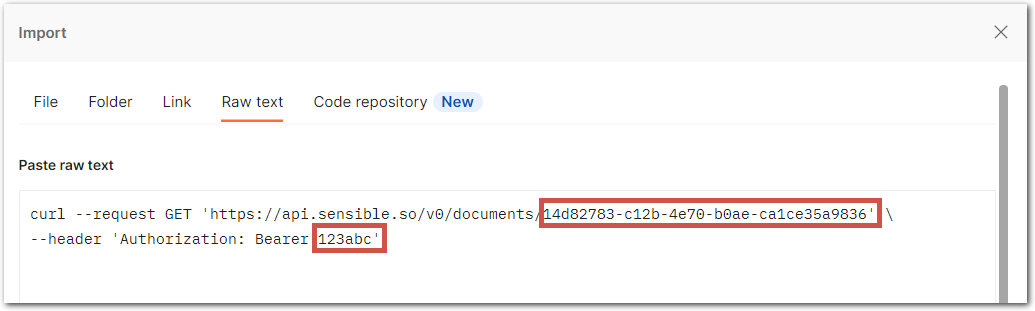 Import
File Folder Link Raw text Code repository New
Paste raw text
curl --request GET 'https://api.sensible.so/v0/documents/14d82783-c12b-4e70-b0ae-ca1ce35a9836' \
--header 'Authorization: Bearer 123abc'